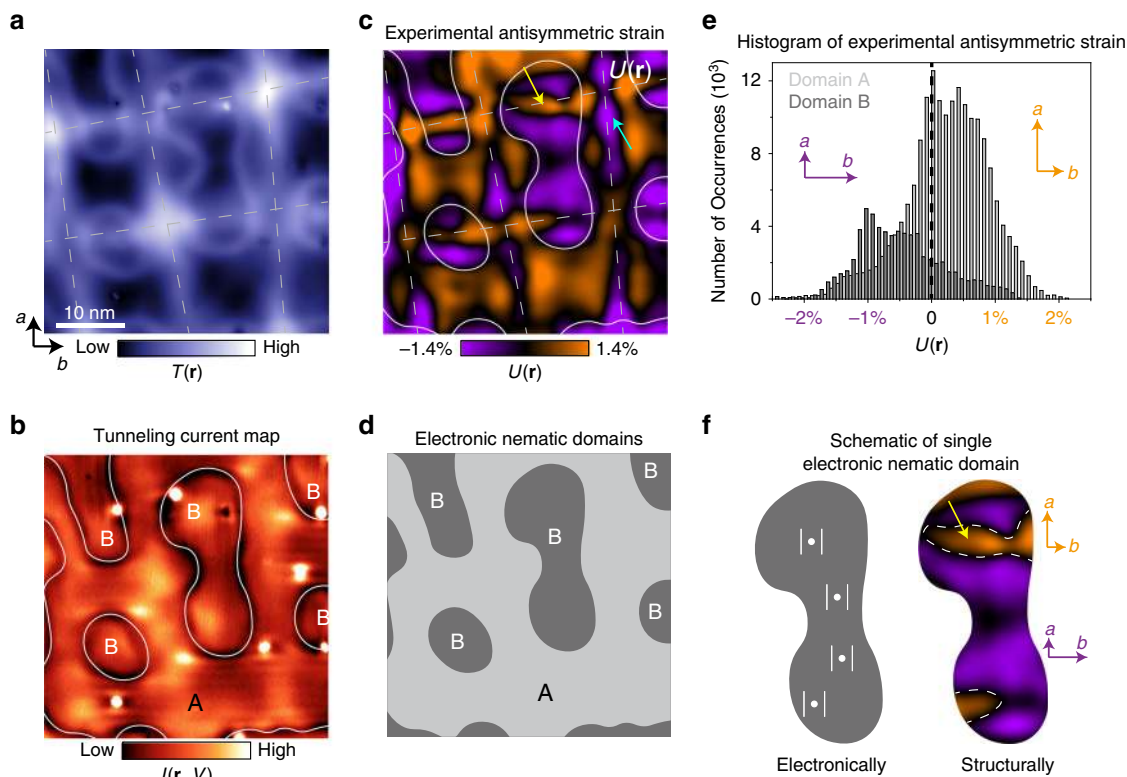 a
10 nm
a
b
Low
High
T(r)
b
Tunneling current map
B
B
B
B
B
A
Low
High
I(r, V)
c
Experimental antisymmetric strain
U(r)
–1.4%
1.4%
U(r)
d
Electronic nematic domains
B
B
B
B
B
A
e
Histogram of experimental antisymmetric strain
Number of Occurrences (10³)
12
8
4
0
Domain A
Domain B
a
b
a
b
–2%
–1%
0
1%
2%
U(r)
f
Schematic of single
electronic nematic domain
a
b
a
b
Electronically
Structurally